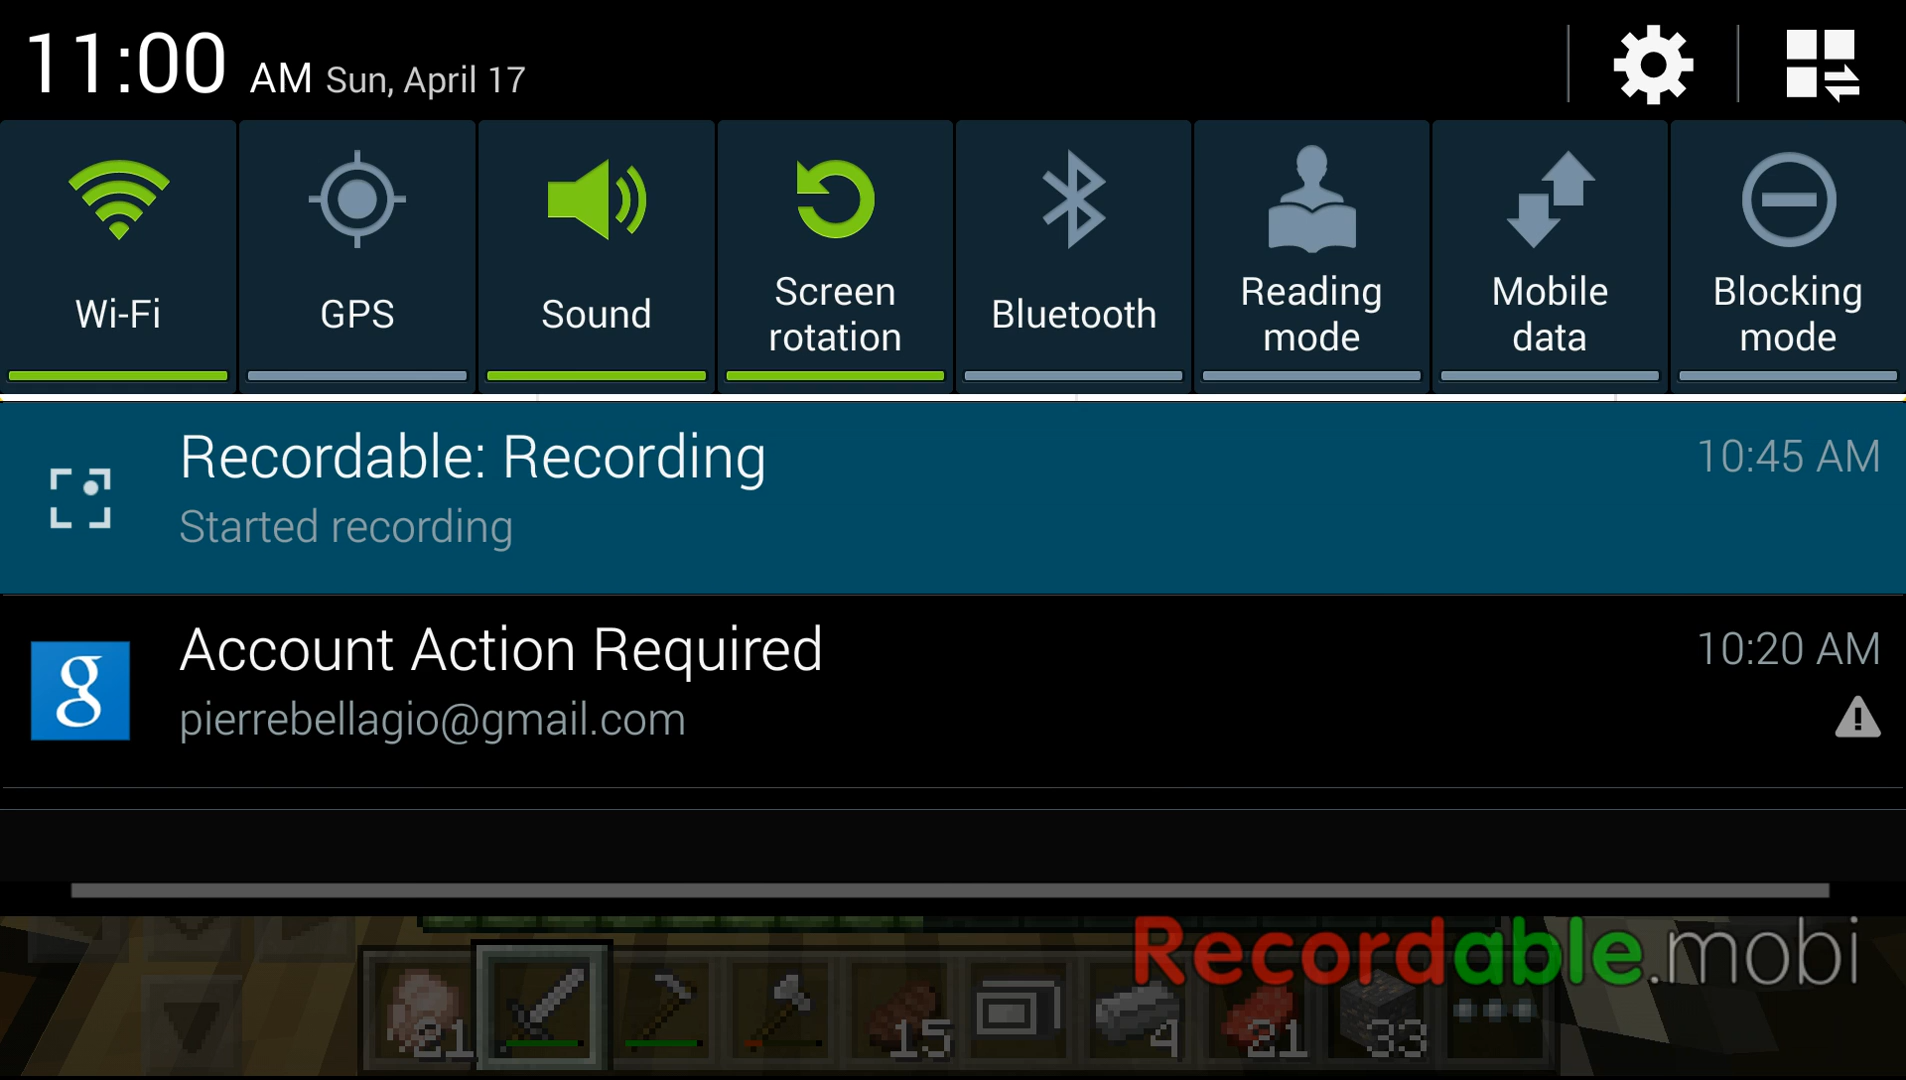 11:00 AM Sun, April 17
Wi-Fi
GPS
Sound
Screen
rotation
Bluetooth
Reading
mode
Mobile
data
Blocking
mode
Recordable: Recording
10:45 AM
Started recording
g
Account Action Required
10:20 AM
pierrebellagio@gmail.com
Recordable.mobi
21
15
4
21
33